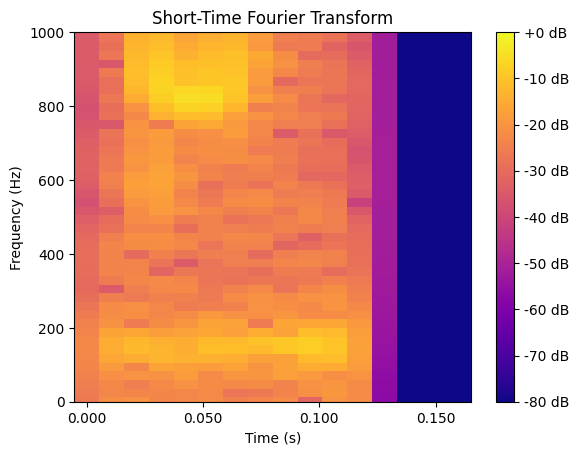 Short-Time Fourier Transform
Frequency (Hz)
1000
800
600
400
200
0
0.000
0.050
0.100
0.150
Time (s)
+0 dB
-10 dB
-20 dB
-30 dB
-40 dB
-50 dB
-60 dB
-70 dB
-80 dB